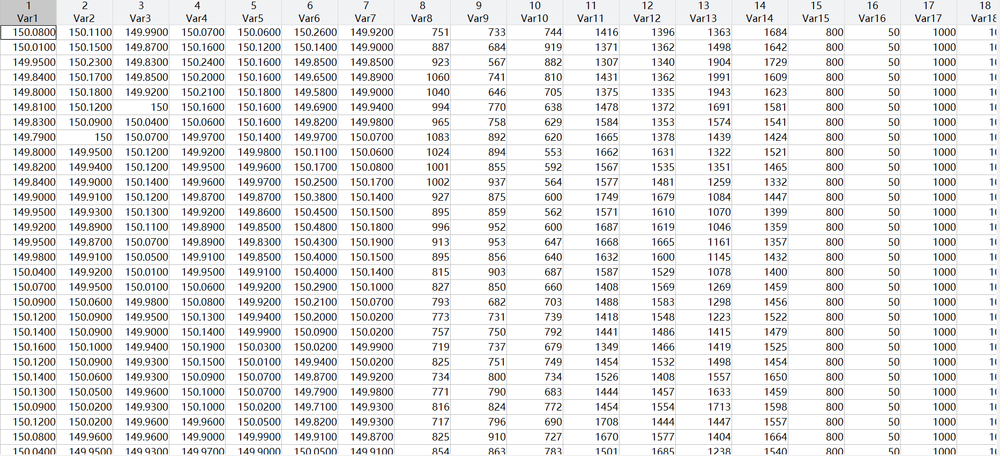 1 2 3 4 5 6 7 8 9 10 11 12 13 14 15 16 17 18
Var1 Var2 Var3 Var4 Var5 Var6 Var7 Var8 Var9 Var10 Var11 Var12 Var13 Var14 Var15 Var16 Var17 Var18
150.0800 150.1100 149.9900 150.0700 150.0600 150.2600 149.9200 751 733 744 1416 1396 1363 1684 800 50 1000
150.0100 150.1500 149.8700 150.1600 150.1200 150.1400 149.9000 887 684 919 1371 1362 1498 1642 800 50 1000
149.9500 150.2300 149.8300 150.2400 150.1600 149.8500 149.8500 923 567 882 1307 1340 1904 1729 800 50 1000
149.8400 150.1700 149.8500 150.2000 150.1600 149.6500 149.8900 1060 741 810 1431 1362 1991 1609 800 50 1000
149.8000 150.1800 149.9200 150.2100 150.1800 149.5800 149.9000 1040 646 705 1375 1335 1943 1623 800 50 1000
149.8100 150.1200 150 150.1600 150.1600 149.6900 149.9400 994 770 638 1478 1372 1691 1581 800 50 1000
149.8300 150.0900 150.0400 150.0600 150.1600 149.8200 149.9800 965 758 629 1584 1353 1574 1541 800 50 1000
149.7900 150 150.0700 149.9700 150.1400 149.9700 150.0700 1083 892 620 1665 1378 1439 1424 800 50 1000
149.8000 149.9500 150.1200 149.9200 149.9800 150.1100 150.0600 1024 894 553 1662 1631 1322 1521 800 50 1000
149.8200 149.9400 150.1200 149.9500 149.9600 150.1700 150.0800 1001 855 592 1567 1535 1351 1465 800 50 1000
149.8400 149.9000 150.1400 149.9600 149.9700 150.2500 150.1700 1002 937 564 1577 1481 1259 1332 800 50 1000
149.9000 149.9100 150.1200 149.8700 149.8700 150.3800 150.1400 927 875 600 1749 1679 1084 1447 800 50 1000
149.9500 149.9300 150.1300 149.9200 149.8600 150.4500 150.1500 895 859 562 1571 1610 1070 1399 800 50 1000
149.9200 149.8900 150.1100 149.8900 149.8500 150.4800 150.1800 996 952 600 1687 1619 1046 1359 800 50 1000
149.9500 149.8700 150.0700 149.8900 149.8300 150.4300 150.1900 913 953 647 1668 1665 1161 1357 800 50 1000
149.9800 149.9100 150.0500 149.9100 149.8500 150.4000 150.1500 895 856 640 1632 1600 1145 1432 800 50 1000
150.0400 149.9200 150.0100 149.9500 149.9100 150.4000 150.1400 815 903 687 1587 1529 1078 1400 800 50 1000
150.0700 149.9500 150.0100 150.0600 149.9200 150.2900 150.1000 827 850 660 1408 1569 1269 1459 800 50 1000
150.0900 150.0600 149.9800 150.0800 149.9200 150.2100 150.0700 793 682 703 1488 1583 1298 1456 800 50 1000
150.1200 150.0900 149.9500 150.1300 149.9400 150.2000 150.0200 773 731 739 1418 1548 1223 1522 800 50 1000
150.1400 150.0900 149.9000 150.1400 149.9900 150.0900 150.0200 757 750 792 1441 1486 1415 1479 800 50 1000
150.1600 150.1000 149.9400 150.1900 150.0300 150.0200 149.9900 719 737 679 1349 1466 1419 1525 800 50 1000
150.1200 150.0900 149.9300 150.1500 150.0100 149.9400 150.0200 825 751 749 1454 1532 1498 1454 800 50 1000
150.1400 150.0600 149.9300 150.0900 150.0700 149.8700 149.9200 734 800 734 1526 1408 1557 1650 800 50 1000
150.1300 150.0500 149.9600 150.1000 150.0700 149.7900 149.9800 771 790 683 1444 1457 1633 1459 800 50 1000
150.0900 150.0200 149.9300 150.1000 150.0200 149.7100 149.9300 816 824 772 1454 1554 1713 1598 800 50 1000
150.1200 150.0200 149.9600 149.9600 150.0500 149.8200 149.9300 717 796 690 1708 1444 1447 1557 800 50 1000
150.0800 149.9600 149.9600 149.9000 149.9900 149.9100 149.8700 825 910 727 1670 1577 1404 1664 800 50 1000
150.0400 149.9500 149.9300 149.9700 149.9000 150.0500 149.9100 854 863 783 1501 1685 1238 1540 800 50 1000